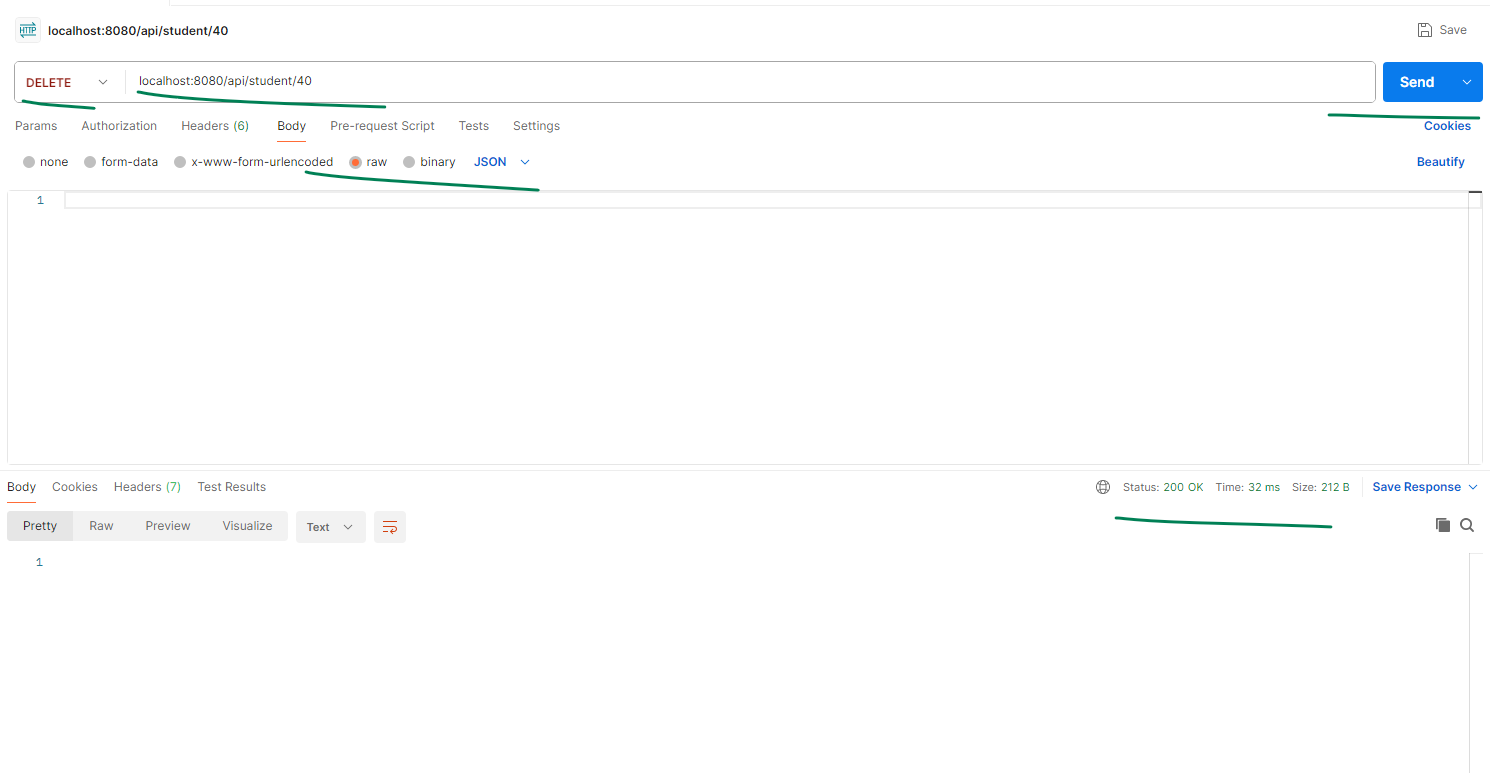 HTTP localhost:8080/api/student/40 Save
DELETE localhost:8080/api/student/40 Send
Params Authorization Headers (6) Body Pre-request Script Tests Settings Cookies
none form-data x-www-form-urlencoded raw binary JSON Beautify
1
Body Cookies Headers (7) Test Results Status: 200 OK Time: 32 ms Size: 212 B Save Response
Pretty Raw Preview Visualize Text
1